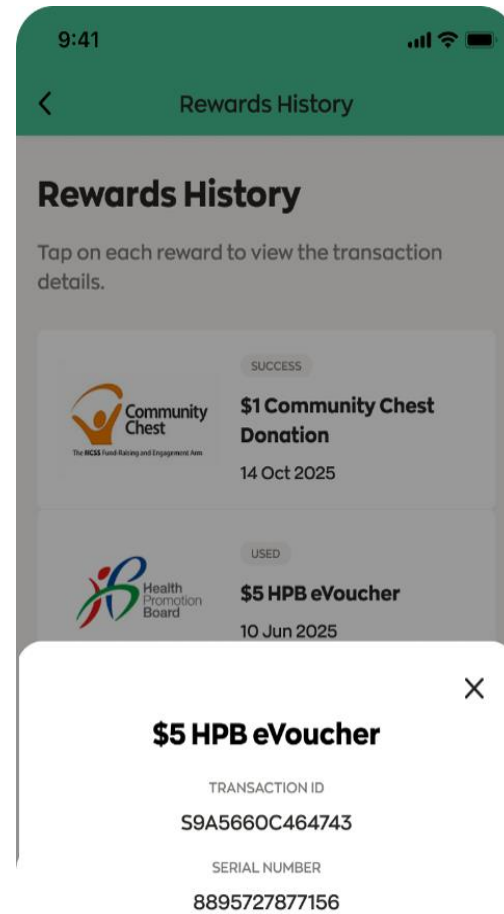 9:41
Rewards History
Rewards History
Tap on each reward to view the transaction
details.
Community
Chest
The NCSS Fund-Raising and Engagement Arm
SUCCESS
$1 Community Chest
Donation
14 Oct 2025
Health
Promotion
Board
USED
$5 HPB eVoucher
10 Jun 2025
$5 HPB eVoucher
TRANSACTION ID
S9A5660C464743
SERIAL NUMBER
8895727877156